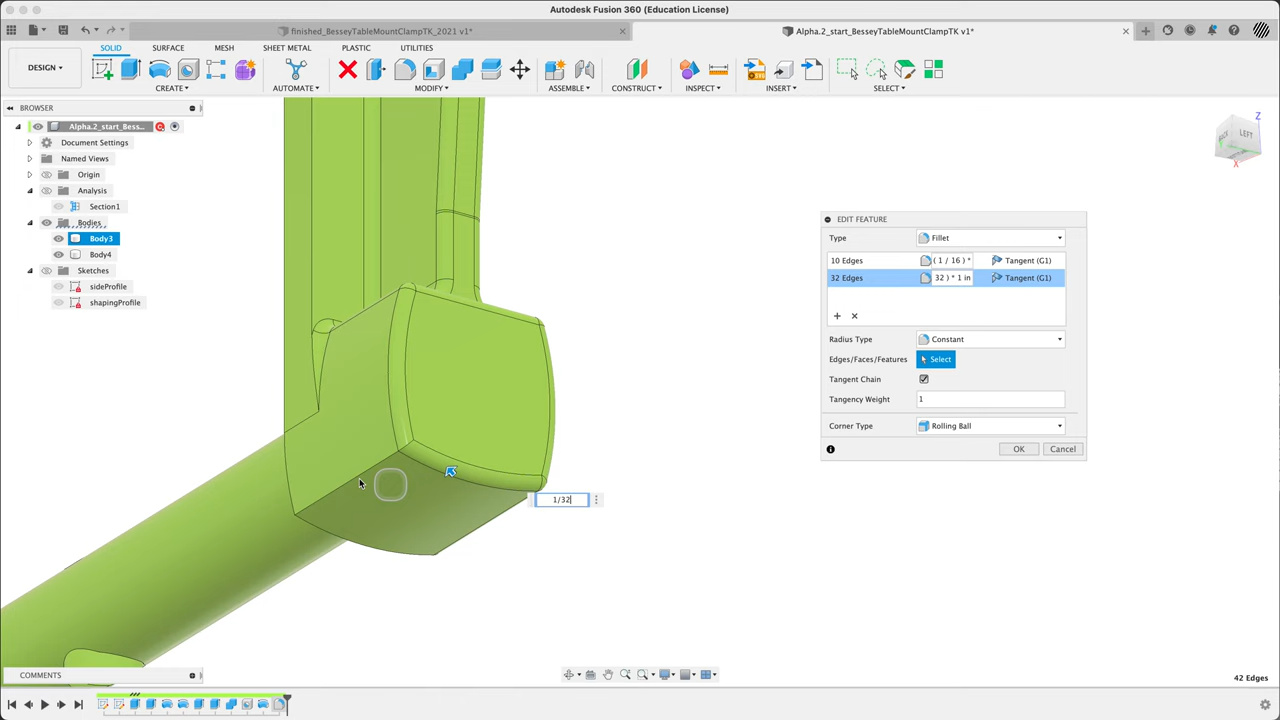 Autodesk Fusion 360 (Education License)
finished_BesseyTableMountClampTK_2021 v1*
Alpha.2_start_BesseyTableMountClampTK v1*
SOLID SURFACE MESH SHEET METAL PLASTIC UTILITIES
DESIGN
CREATE AUTOMATE MODIFY ASSEMBLE CONSTRUCT INSPECT INSERT SELECT
BROWSER
Alpha.2_start_Bess...
Document Settings
Named Views
Origin
Analysis
Section1
Bodies
Body3
Body4
Sketches
sideProfile
shapingProfile
BACK LEFT
Z
X
EDIT FEATURE
Type Fillet
10 Edges ( 1 / 16 ) * Tangent (G1)
32 Edges 32 ) * 1 in Tangent (G1)
Radius Type Constant
Edges/Faces/Features Select
Tangent Chain
Tangency Weight 1
Corner Type Rolling Ball
OK Cancel
1/32
COMMENTS
42 Edges